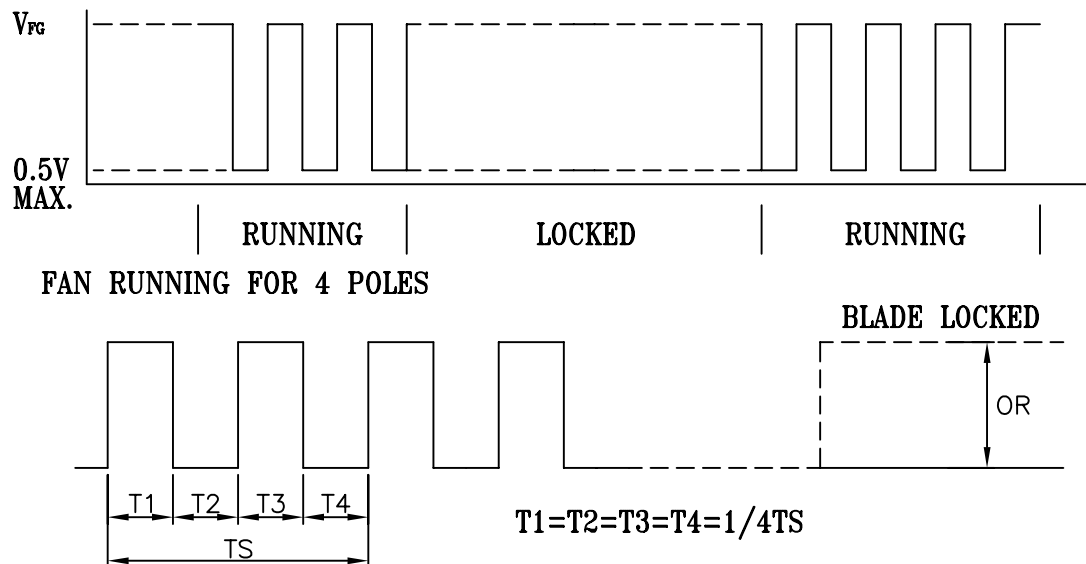 VFG
0.5V
MAX.
RUNNING LOCKED RUNNING
FAN RUNNING FOR 4 POLES
BLADE LOCKED
OR
T1 T2 T3 T4
T1=T2=T3=T4=1/4TS
TS